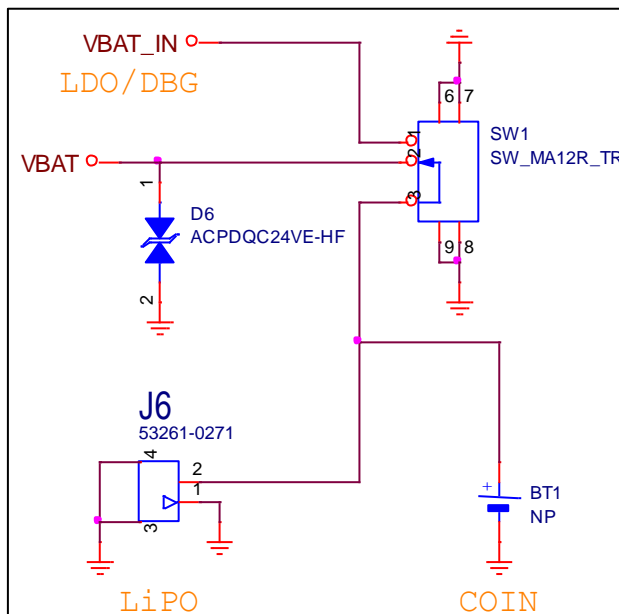 VBAT_IN
LDO/DBG
6 7
SW1
SW_MA12R_TR
1
2
3
VBAT
1
D6
ACPDQC24VE-HF
2
9 8
J6
53261-0271
4
2
1
3
+
BT1
NP
LiPO
COIN